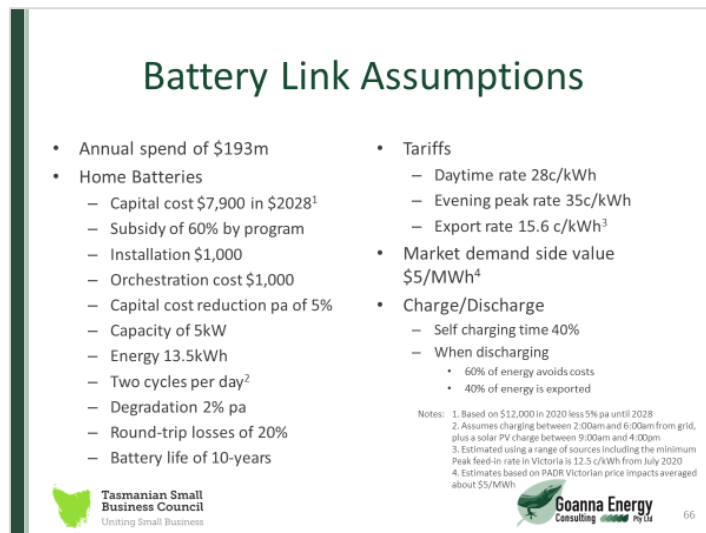 Battery Link Assumptions
• Annual spend of $193m
• Home Batteries
– Capital cost $7,900 in $2028¹
– Subsidy of 60% by program
– Installation $1,000
– Orchestration cost $1,000
– Capital cost reduction pa of 5%
– Capacity of 5kW
– Energy 13.5kWh
– Two cycles per day²
– Degradation 2% pa
– Round-trip losses of 20%
– Battery life of 10-years
• Tariffs
– Daytime rate 28c/kWh
– Evening peak rate 35c/kWh
– Export rate 15.6 c/kWh³
• Market demand side value
$5/MWh⁴
• Charge/Discharge
– Self charging time 40%
– When discharging
• 60% of energy avoids costs
• 40% of energy is exported
Notes: 1. Based on $12,000 in 2020 less 5% pa until 2028
2. Assumes charging between 2:00am and 6:00am from grid,
plus a solar PV charge between 9:00am and 4:00pm
3. Estimated using a range of sources including the minimum
Peak feed-in rate in Victoria is 12.5 c/kWh from July 2020
4. Estimates based on PADR Victorian price impacts averaged
about $5/MWh
Tasmanian Small
Business Council
Uniting Small Business
Goanna Energy
Consulting Pty Ltd
66